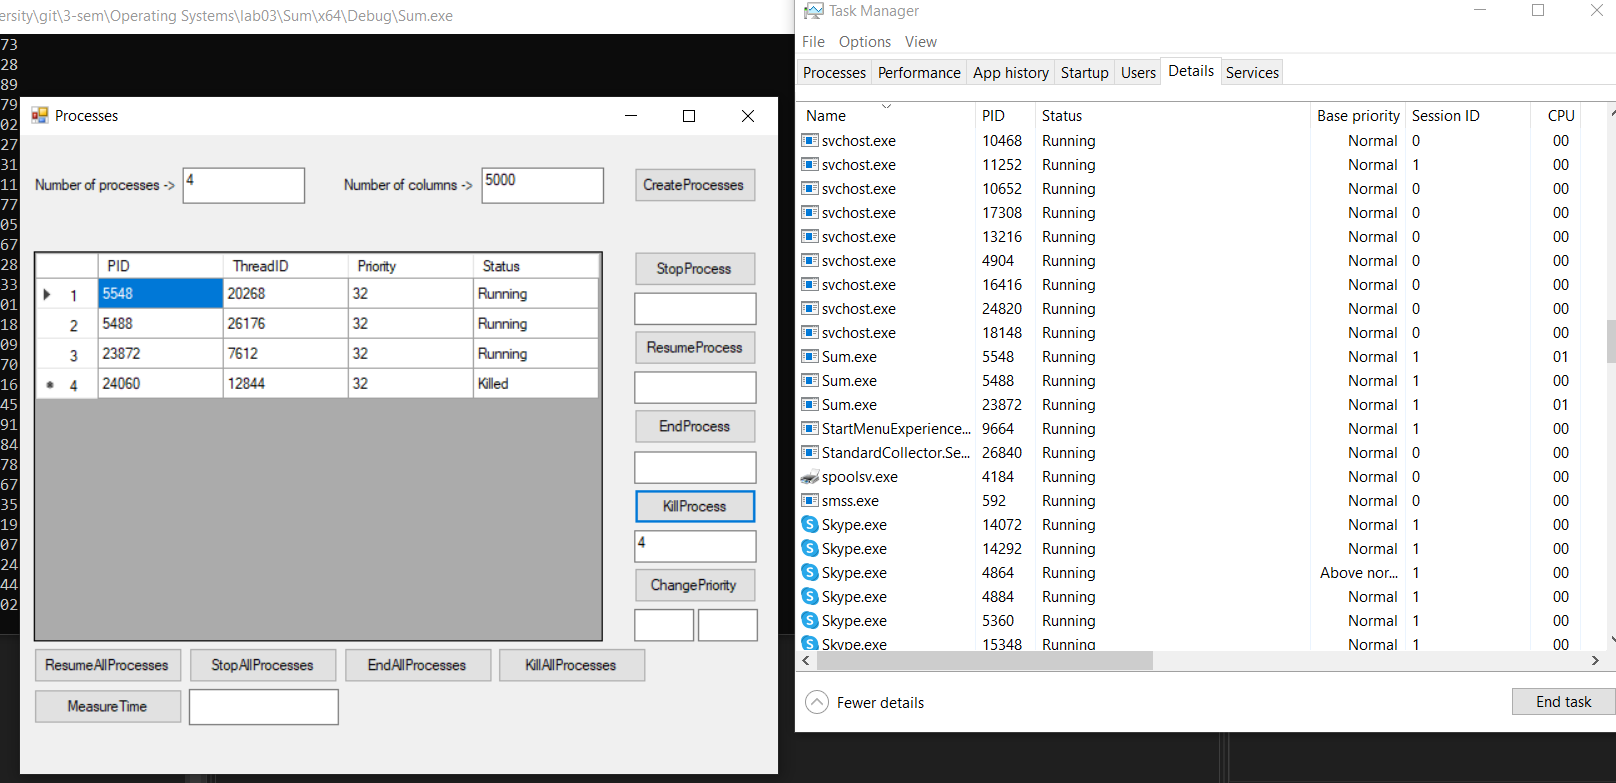 ersity\git\3-sem\Operating Systems\lab03\Sum\x64\Debug\Sum.exe
73
28
89
79
02
27
31
11
77
05
67
28
33
01
18
09
70
16
45
91
84
78
67
35
19
07
24
44
02
Processes
Number of processes -> 4 Number of columns -> 5000 CreateProcesses
PID ThreadID Priority Status
1 5548 20268 32 Running
2 5488 26176 32 Running
3 23872 7612 32 Running
4 24060 12844 32 Killed
StopProcess
ResumeProcess
EndProcess
KillProcess
4
ChangePriority
ResumeAllProcesses StopAllProcesses EndAllProcesses KillAllProcesses
MeasureTime
Task Manager
File Options View
Processes Performance App history Startup Users Details Services
Name PID Status Base priority Session ID CPU
svchost.exe 10468 Running Normal 0 00
svchost.exe 11252 Running Normal 1 00
svchost.exe 10652 Running Normal 0 00
svchost.exe 17308 Running Normal 0 00
svchost.exe 13216 Running Normal 0 00
svchost.exe 4904 Running Normal 0 00
svchost.exe 16416 Running Normal 0 00
svchost.exe 24820 Running Normal 0 00
svchost.exe 18148 Running Normal 0 00
Sum.exe 5548 Running Normal 1 01
Sum.exe 5488 Running Normal 1 00
Sum.exe 23872 Running Normal 1 01
StartMenuExperience... 9664 Running Normal 1 00
StandardCollector.Se... 26840 Running Normal 0 00
spoolsv.exe 4184 Running Normal 0 00
smss.exe 592 Running Normal 0 00
Skype.exe 14072 Running Normal 1 00
Skype.exe 14292 Running Normal 1 00
Skype.exe 4864 Running Above nor... 1 00
Skype.exe 4884 Running Normal 1 00
Skype.exe 5360 Running Normal 1 00
Skype.exe 15348 Running Normal 1 00
Fewer details End task